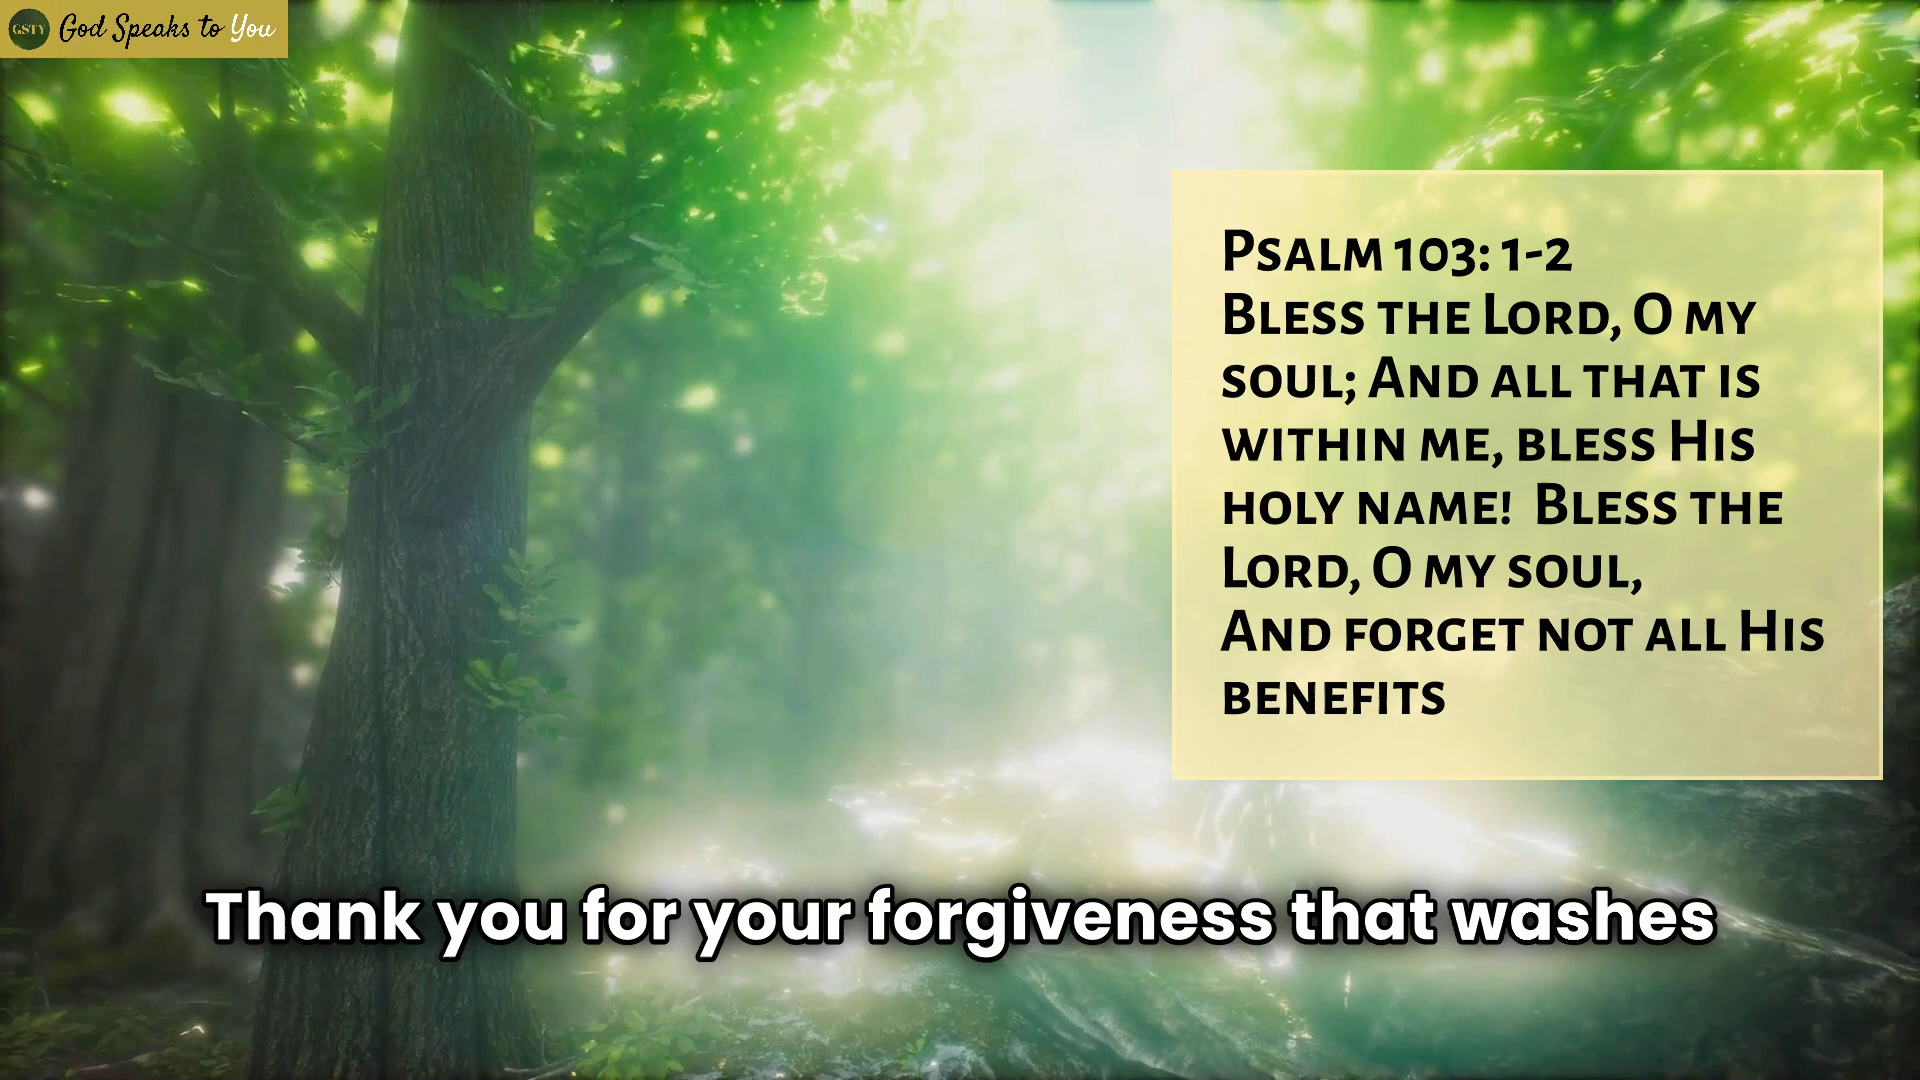 GSTY God Speaks to You
Psalm 103: 1-2
Bless the Lord, O my
soul; And all that is
within me, bless His
holy name! Bless the
Lord, O my soul,
And forget not all His
benefits
Thank you for your forgiveness that washes